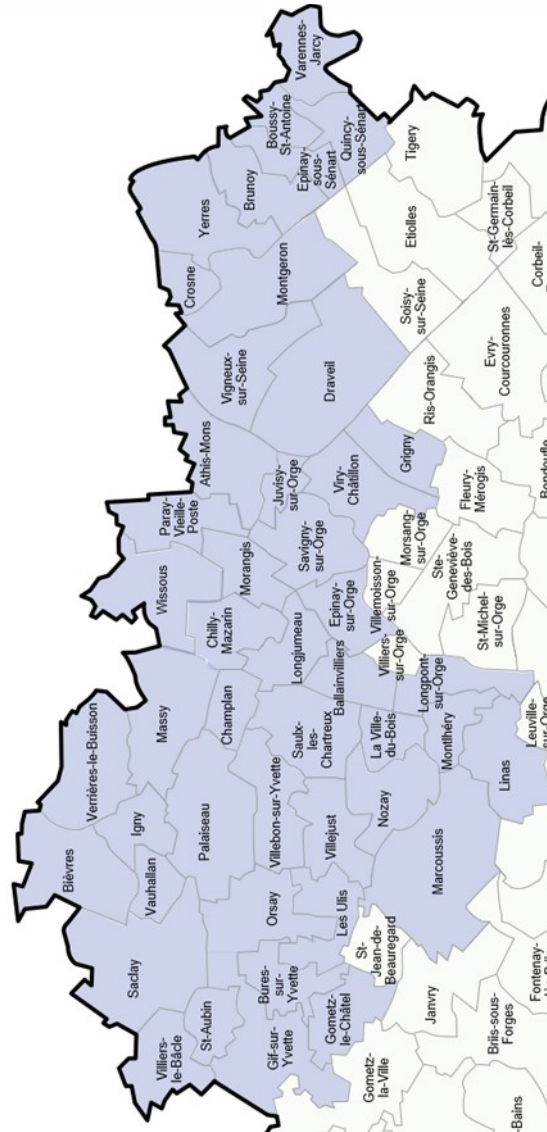 Bièvres
Verrières-le-Buisson
Villiers-
le-Bâcle
Saclay
Vauhallan
Igny
Massy
Wissous
Paray-
Vieille-
Poste
St-Aubin
Palaiseau
Champlan
Chilly-
Mazarin
Athis-Mons
Crosne
Yerres
Varennes-
Jarcy
Gif-sur-
Yvette
Bures-
sur-
Yvette
Orsay
Villebon-sur-Yvette
Saulx-
les-
Chartreux
Longjumeau
Morangis
Savigny-
sur-Orge
Juvisy-
sur-Orge
Vigneux-
sur-Seine
Montgeron
Brunoy
Boussy-
St-Antoine
Epinay-
sous-
Sénart
Quincy-
sous-Sénart
Gometz-
le-Châtel
Les Ulis
Villejust
Ballainvilliers
Epinay-
sur-Orge
Viry-
Châtillon
Draveil
Gometz-
la-Ville
St-
Jean-de-
Beauregard
Nozay
La Ville-
du-Bois
Villiers-
sur-Orge
Villemoisson-
sur-Orge
Morsang-
sur-Orge
Grigny
Ris-Orangis
Soisy-
sur-Seine
Etiolles
Tigery
Janvry
Marcoussis
Montlhéry
Longpont-
sur-Orge
Ste-
Geneviève-
des-Bois
Fleury-
Mérogis
Evry-
Courcouronnes
St-Germain-
lès-Corbeil
Briis-sous-
Forges
Linas
St-Michel-
sur-Orge
-Bains
Fontenay-
Leuville-
sur-Orge
Bondoufle
Corbeil-